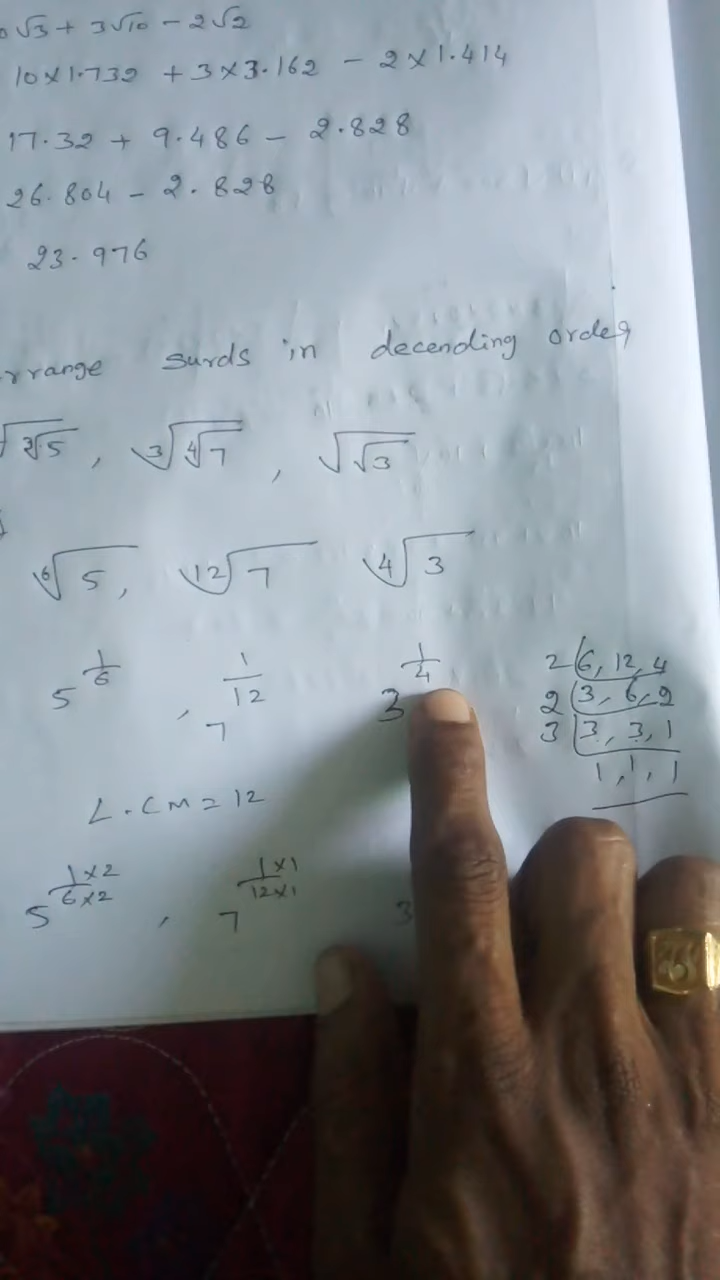 0√3 + 3√10 - 2√2
10×1.732 + 3×3.162 - 2×1.414
17.32 + 9.486 - 2.828
26.804 - 2.828
23.976
rrange surds in decending order
√∛5, ∛∜7, √√3
⁶√5, ¹²√7 ⁴√3
5^(1/6), 7^(1/12) 3^(1/4)
2 | 6, 12, 4
2 | 3, 6, 2
3 | 3, 3, 1
1, 1, 1
L.CM = 12
5^(1×2/6×2), 7^(1×1/12×1) 3